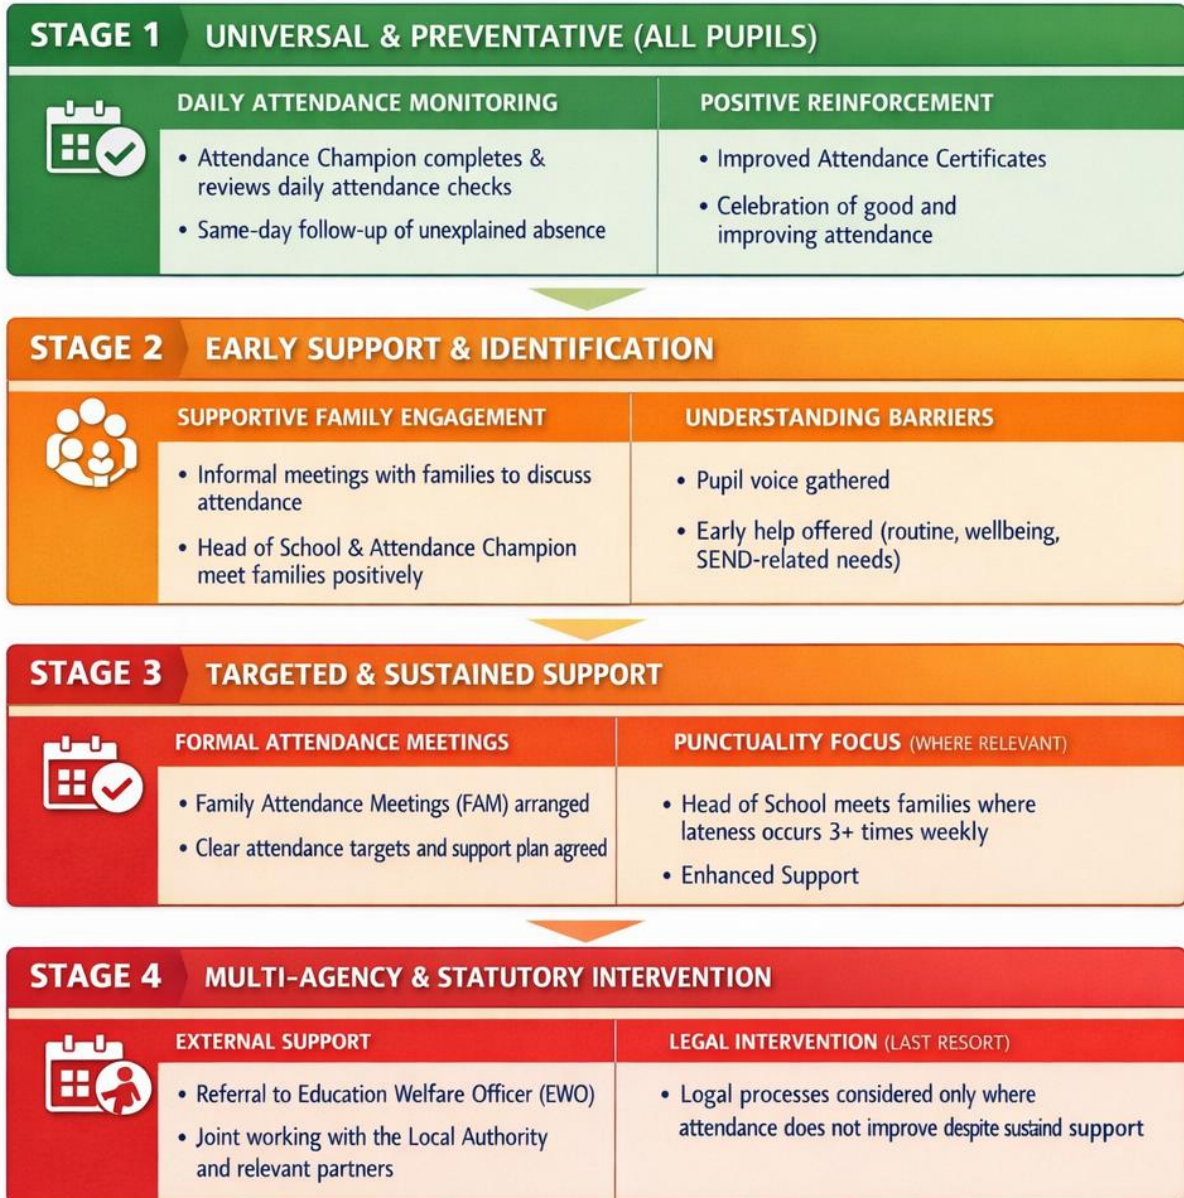 STAGE 1 UNIVERSAL & PREVENTATIVE (ALL PUPILS)
DAILY ATTENDANCE MONITORING
• Attendance Champion completes &
reviews daily attendance checks
• Same-day follow-up of unexplained absence
POSITIVE REINFORCEMENT
• Improved Attendance Certificates
• Celebration of good and
improving attendance
STAGE 2 EARLY SUPPORT & IDENTIFICATION
SUPPORTIVE FAMILY ENGAGEMENT
• Informal meetings with families to discuss
attendance
• Head of School & Attendance Champion
meet families positively
UNDERSTANDING BARRIERS
• Pupil voice gathered
• Early help offered (routine, wellbeing,
SEND-related needs)
STAGE 3 TARGETED & SUSTAINED SUPPORT
FORMAL ATTENDANCE MEETINGS
• Family Attendance Meetings (FAM) arranged
• Clear attendance targets and support plan agreed
PUNCTUALITY FOCUS (WHERE RELEVANT)
• Head of School meets families where
lateness occurs 3+ times weekly
• Enhanced Support
STAGE 4 MULTI-AGENCY & STATUTORY INTERVENTION
EXTERNAL SUPPORT
• Referral to Education Welfare Officer (EWO)
• Joint working with the Local Authority
and relevant partners
LEGAL INTERVENTION (LAST RESORT)
• Logal processes considered only where
attendance does not improve despite sustaind support